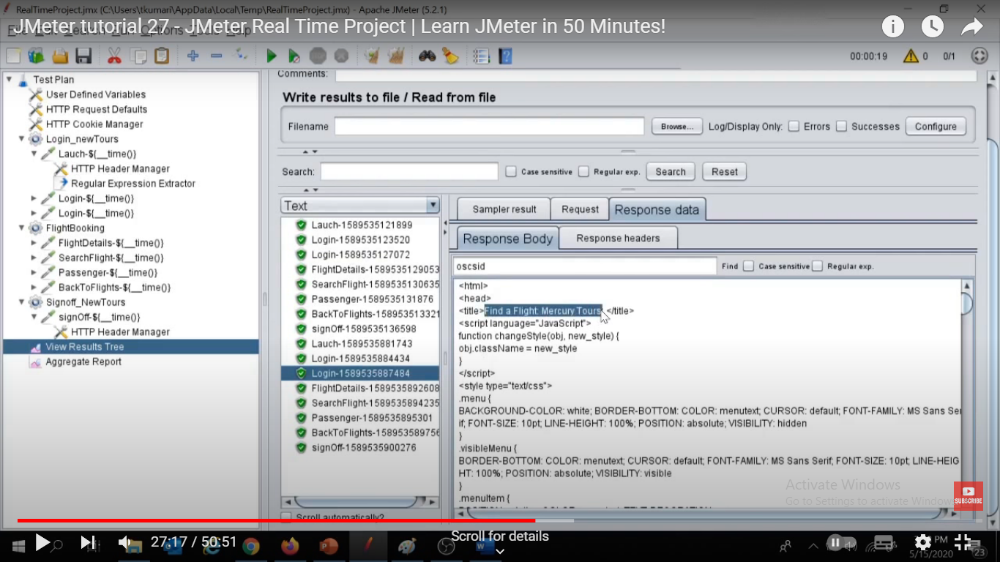 RealTimeProject.jmx (C:\Users\tkumari\AppData\Local\Temp\RealTimeProject.jmx) - Apache JMeter (5.2.1)
JMeter tutorial 27 - JMeter Real Time Project | Learn JMeter in 50 Minutes!
00:00:19
0
0/1
Test Plan
User Defined Variables
HTTP Request Defaults
HTTP Cookie Manager
Login_newTours
Lauch-${__time()}
HTTP Header Manager
Regular Expression Extractor
Login-${__time()}
Login-${__time()}
FlightBooking
FlightDetails-${__time()}
SearchFlight-${__time()}
Passenger-${__time()}
BackToFlights-${__time()}
Signoff_NewTours
signOff-${__time()}
HTTP Header Manager
View Results Tree
Aggregate Report
Comments:
Write results to file / Read from file
Filename
Browse...
Log/Display Only:
Errors
Successes
Configure
Search:
Case sensitive
Regular exp.
Search
Reset
Text
Lauch-1589535121899
Login-1589535123520
Login-1589535127072
FlightDetails-1589535129053
SearchFlight-1589535130635
Passenger-1589535131876
BackToFlights-158953513321
signOff-1589535136598
Lauch-1589535881743
Login-1589535884434
Login-1589535887484
FlightDetails-1589535892608
SearchFlight-1589535894235
Passenger-1589535895301
BackToFlights-158953589756
signOff-1589535900276
Scroll automatically?
Sampler result
Request
Response data
Response Body
Response headers
oscsid
Find
Case sensitive
Regular exp.
<html>
<head>
<title>Find a Flight: Mercury Tours: </title>
<script language="JavaScript">
function changeStyle(obj, new_style) {
obj.className = new_style
}
</script>
<style type="text/css">
.menu {
BACKGROUND-COLOR: white; BORDER-BOTTOM: COLOR: menutext; CURSOR: default; FONT-FAMILY: MS Sans Ser
if; FONT-SIZE: 10pt; LINE-HEIGHT: 100%; POSITION: absolute; VISIBILITY: hidden
}
.visibleMenu {
BORDER-BOTTOM: COLOR: menutext; CURSOR: default; FONT-FAMILY: MS Sans Serif; FONT-SIZE: 10pt; LINE-HEIG
HT: 100%; POSITION: absolute; VISIBILITY: visible
}
.menuItem {
Activate Windows
Go to Settings to activate Windows
SUBSCRIBE
27:17 / 50:51
Scroll for details
PM
5/15/2020
23